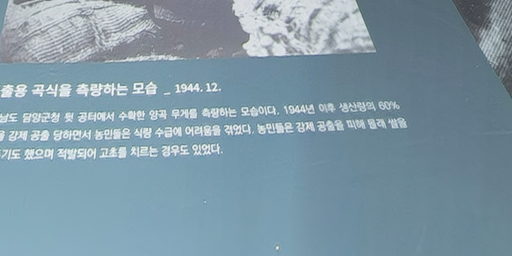 출용 곡식을 측량하는 모습 _ 1944. 12.
남도 담양군청 뒷 공터에서 수확한 양곡 무게를 측량하는 모습이다. 1944년 이후 생산량의 60%
강제 공출 당하면서 농민들은 식량 수급에 어려움을 겪었다. 농민들은 강제 공출을 피해 몰래 쌀을
기도 했으며 적발되어 고초를 치르는 경우도 있었다.